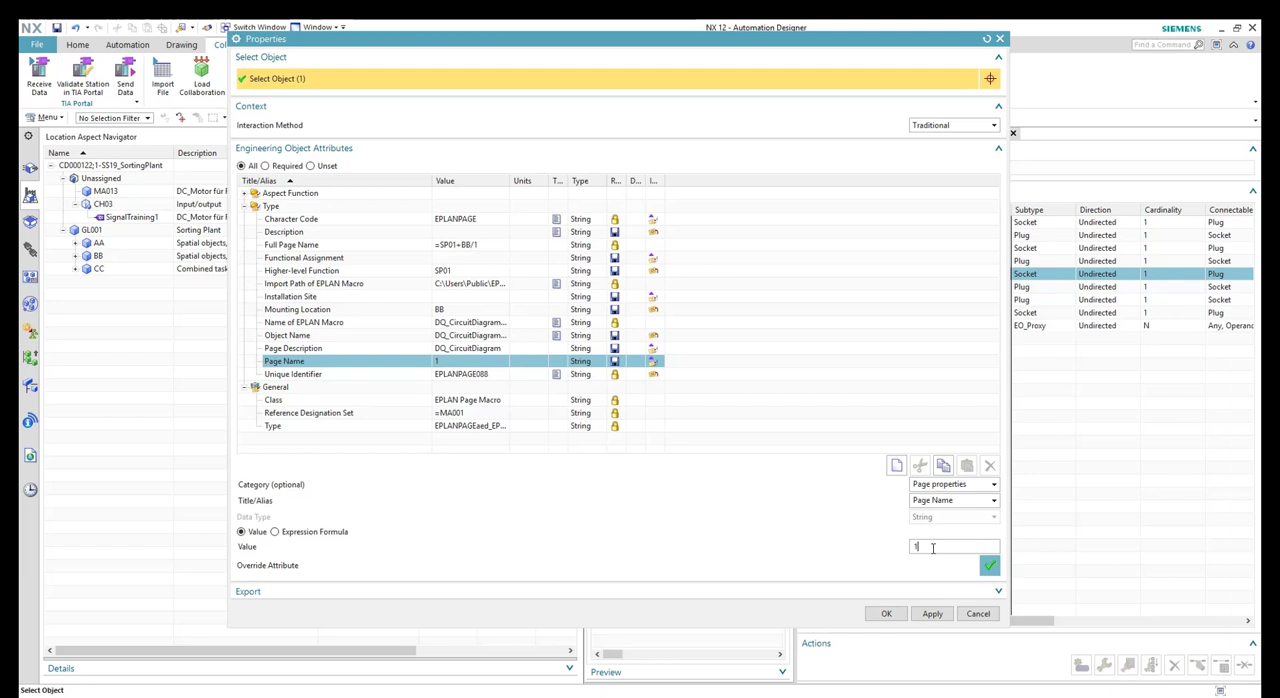 NX Switch Window Window NX 12 - Automation Designer SIEMENS
File Home Automation Drawing Find a Command
Properties
Select Object
Select Object (1)
Receive Data
Validate Station in TIA Portal
Send Data
Import File
Load Collaboration
TIA Portal
Menu No Selection Filter
Context
Interaction Method Traditional
Location Aspect Navigator
Name Description
CD000122;1-SS19_SortingPlant
Unassigned
MA013 DC_Motor für
CH03 Input/output
SignalTraining1 DC_Motor für
GL001 Sorting Plant
AA Spatial objects,
BB Spatial objects,
CC Combined task
Engineering Object Attributes
All Required Unset
Title/Alias Value Units T... Type R... D... I...
Aspect Function
Type
Character Code EPLANPAGE String
Description String
Full Page Name =SP01+BB/1 String
Functional Assignment String
Higher-level Function SP01 String
Import Path of EPLAN Macro C:\Users\Public\EP... String
Installation Site String
Mounting Location BB String
Name of EPLAN Macro DQ_CircuitDiagram... String
Object Name DQ_CircuitDiagram... String
Page Description DQ_CircuitDiagram String
Page Name 1 String
Unique Identifier EPLANPAGE088 String
General
Class EPLAN Page Macro String
Reference Designation Set =MA001 String
Type EPLANPAGEaed_EP... String
Category (optional) Page properties
Title/Alias Page Name
Data Type String
Value Expression Formula
Value 1
Override Attribute
Export
OK Apply Cancel
Subtype Direction Cardinality Connectable
Socket Undirected 1 Plug
Plug Undirected 1 Socket
Socket Undirected 1 Plug
Plug Undirected 1 Socket
Socket Undirected 1 Plug
Plug Undirected 1 Socket
Plug Undirected 1 Socket
Socket Undirected 1 Plug
EO_Proxy Undirected N Any, Operand
Actions
Details Preview
Select Object